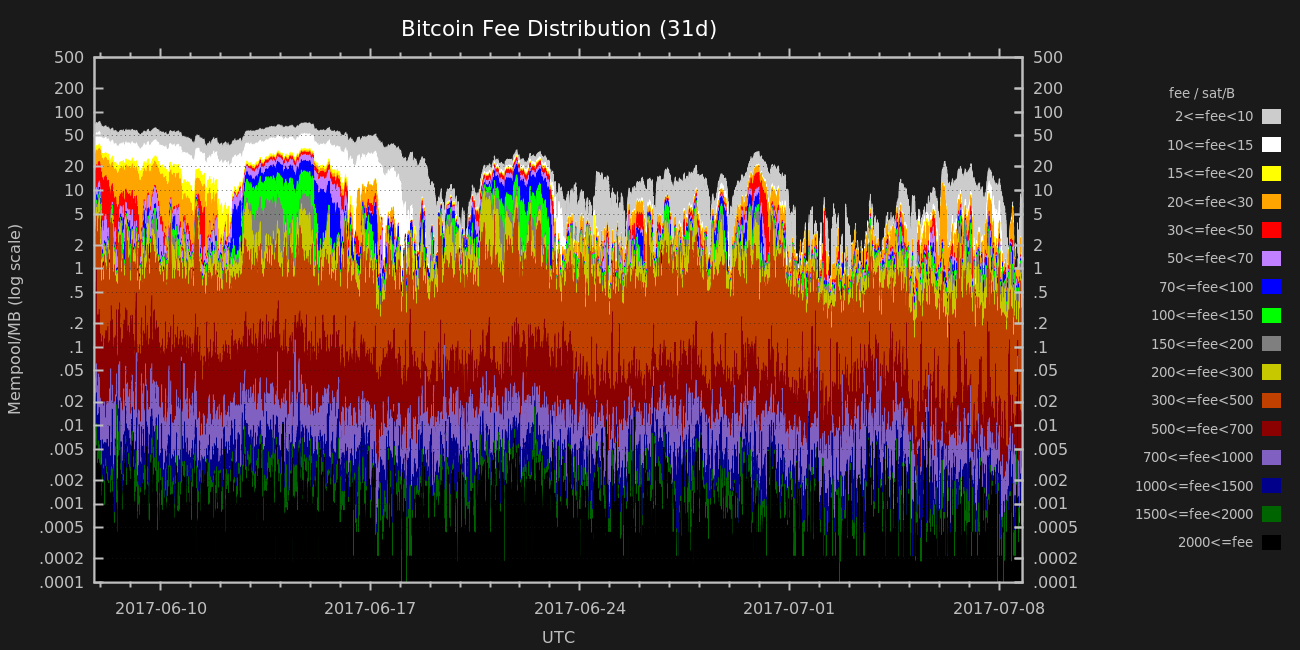 Bitcoin Fee Distribution (31d)
500 500
200 200
100 100
50 50
20 20
10 10
5 5
2 2
1 1
.5 .5
.2 .2
.1 .1
.05 .05
.02 .02
.01 .01
.005 .005
.002 .002
.001 .001
.0005 .0005
.0002 .0002
.0001 .0001
Mempool/MB (log scale)
2017-06-10 2017-06-17 2017-06-24 2017-07-01 2017-07-08
UTC
fee / sat/B
2<=fee<10
10<=fee<15
15<=fee<20
20<=fee<30
30<=fee<50
50<=fee<70
70<=fee<100
100<=fee<150
150<=fee<200
200<=fee<300
300<=fee<500
500<=fee<700
700<=fee<1000
1000<=fee<1500
1500<=fee<2000
2000<=fee